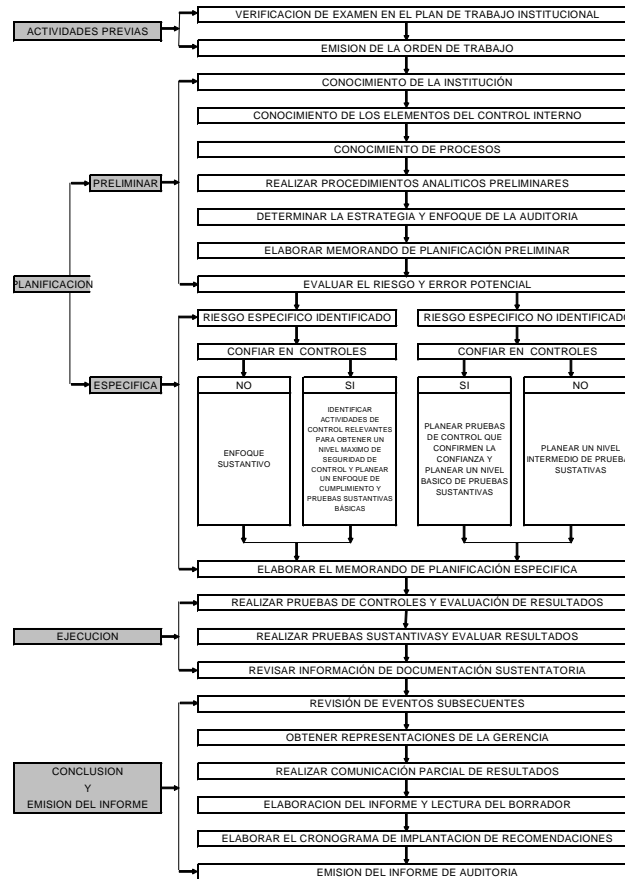 ACTIVIDADES PREVIAS
VERIFICACION DE EXAMEN EN EL PLAN DE TRABAJO INSTITUCIONAL
EMISION DE LA ORDEN DE TRABAJO
PLANIFICACION
PRELIMINAR
CONOCIMIENTO DE LA INSTITUCIÓN
CONOCIMIENTO DE LOS ELEMENTOS DEL CONTROL INTERNO
CONOCIMIENTO DE PROCESOS
REALIZAR PROCEDIMIENTOS ANALITICOS PRELIMINARES
DETERMINAR LA ESTRATEGIA Y ENFOQUE DE LA AUDITORIA
ELABORAR MEMORANDO DE PLANIFICACIÓN PRELIMINAR
EVALUAR EL RIESGO Y ERROR POTENCIAL
ESPECIFICA
RIESGO ESPECIFICO IDENTIFICADO
CONFIAR EN CONTROLES
NO
ENFOQUE
SUSTANTIVO
SI
IDENTIFICAR
ACTIVIDADES DE
CONTROL RELEVANTES
PARA OBTENER UN
NIVEL MAXIMO DE
SEGURIDAD DE
CONTROL Y PLANEAR
UN ENFOQUE DE
CUMPLIMIENTO Y
PRUEBAS SUSTANTIVAS
BÁSICAS
RIESGO ESPECIFICO NO IDENTIFICADO
CONFIAR EN CONTROLES
SI
PLANEAR PRUEBAS
DE CONTROL QUE
CONFIRMEN LA
CONFIANZA Y
PLANEAR UN NIVEL
BASICO DE PRUEBAS
SUSTANTIVAS
NO
PLANEAR UN NIVEL
INTERMEDIO DE PRUEBA
SUSTATIVAS
ELABORAR EL MEMORANDO DE PLANIFICACIÓN ESPECIFICA
EJECUCION
REALIZAR PRUEBAS DE CONTROLES Y EVALUACIÓN DE RESULTADOS
REALIZAR PRUEBAS SUSTANTIVASY EVALUAR RESULTADOS
REVISAR INFORMACIÓN DE DOCUMENTACIÓN SUSTENTATORIA
CONCLUSION
Y
EMISION DEL INFORME
REVISIÓN DE EVENTOS SUBSECUENTES
OBTENER REPRESENTACIONES DE LA GERENCIA
REALIZAR COMUNICACIÓN PARCIAL DE RESULTADOS
ELABORACION DEL INFORME Y LECTURA DEL BORRADOR
ELABORAR EL CRONOGRAMA DE IMPLANTACION DE RECOMENDACIONES
EMISION DEL INFORME DE AUDITORIA